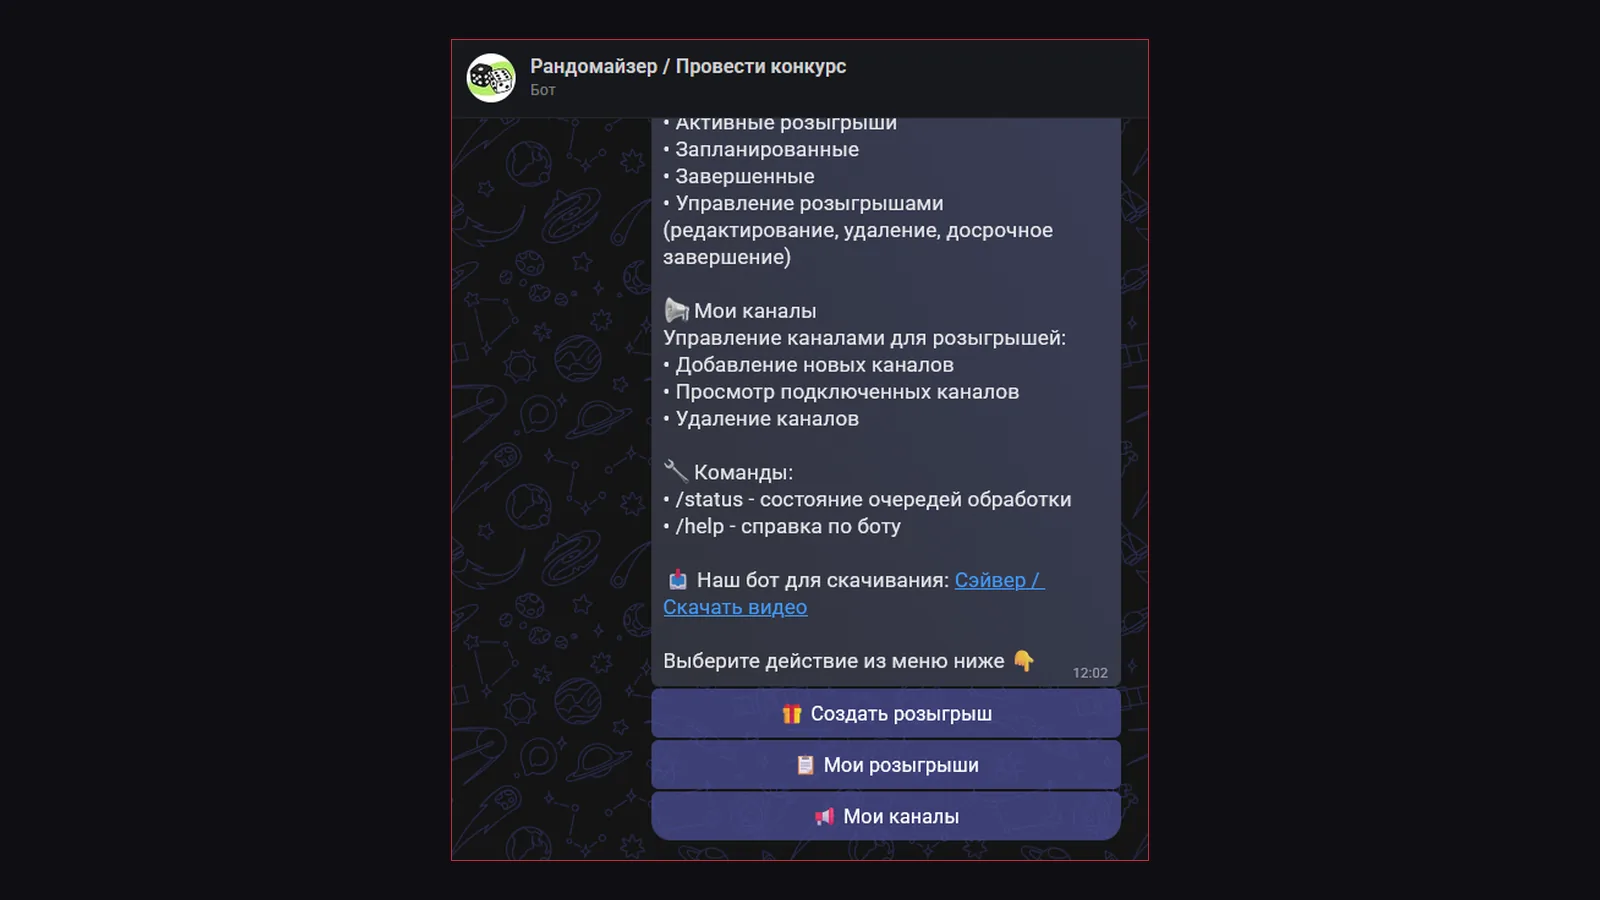 Рандомайзер / Провести конкурс
Бот
• Активные розыгрыши
• Запланированные
• Завершенные
• Управление розыгрышами
(редактирование, удаление, досрочное
завершение)
Мои каналы
Управление каналами для розыгрышей:
• Добавление новых каналов
• Просмотр подключенных каналов
• Удаление каналов
Команды:
• /status - состояние очередей обработки
• /help - справка по боту
Наш бот для скачивания: Сэйвер /
Скачать видео
Выберите действие из меню ниже 👇
12:02
🎁 Создать розыгрыш
📋 Мои розыгрыши
📢 Мои каналы